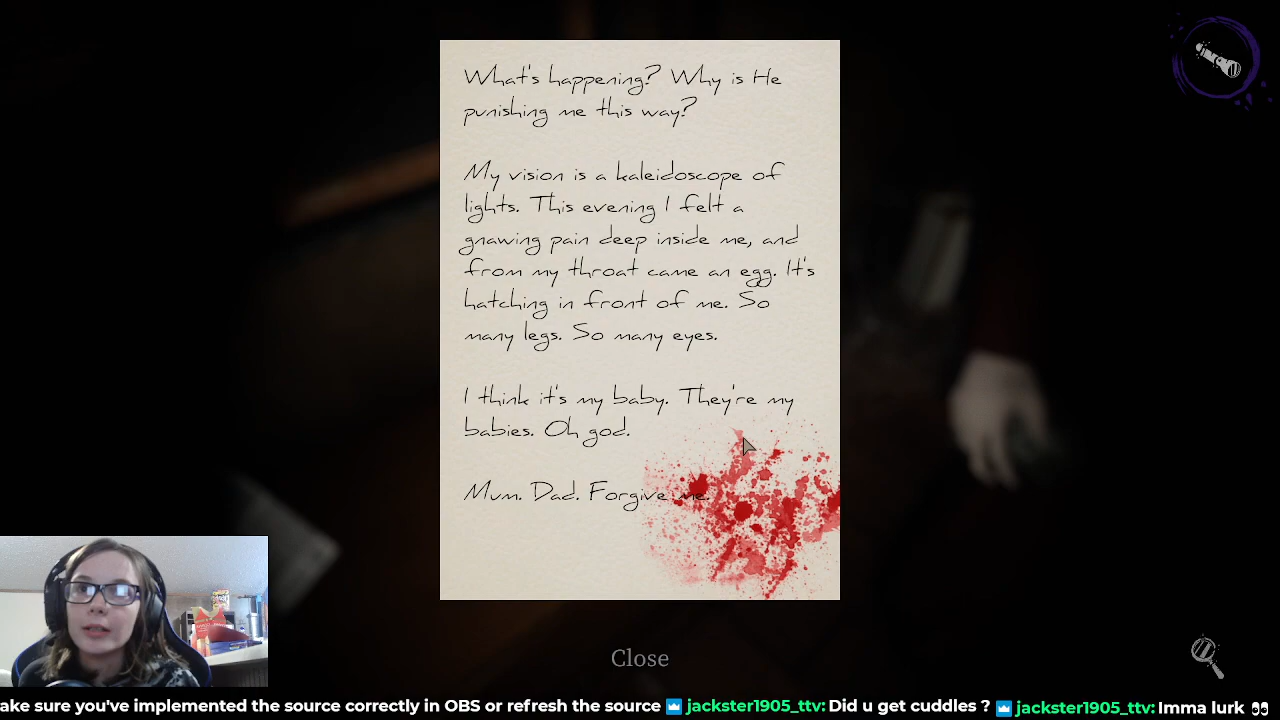 What's happening? Why is He
punishing me this way?
My vision is a kaleidoscope of
lights. This evening I felt a
gnawing pain deep inside me, and
from my throat came an egg. It's
hatching in front of me. So
many legs. So many eyes.
I think it's my baby. They're my
babies. Oh god.
Mum. Dad. Forgive me.
Close
ake sure you've implemented the source correctly in OBS or refresh the source jackster1905_ttv: Did u get cuddles ? jackster1905_ttv: Imma lurk 👀